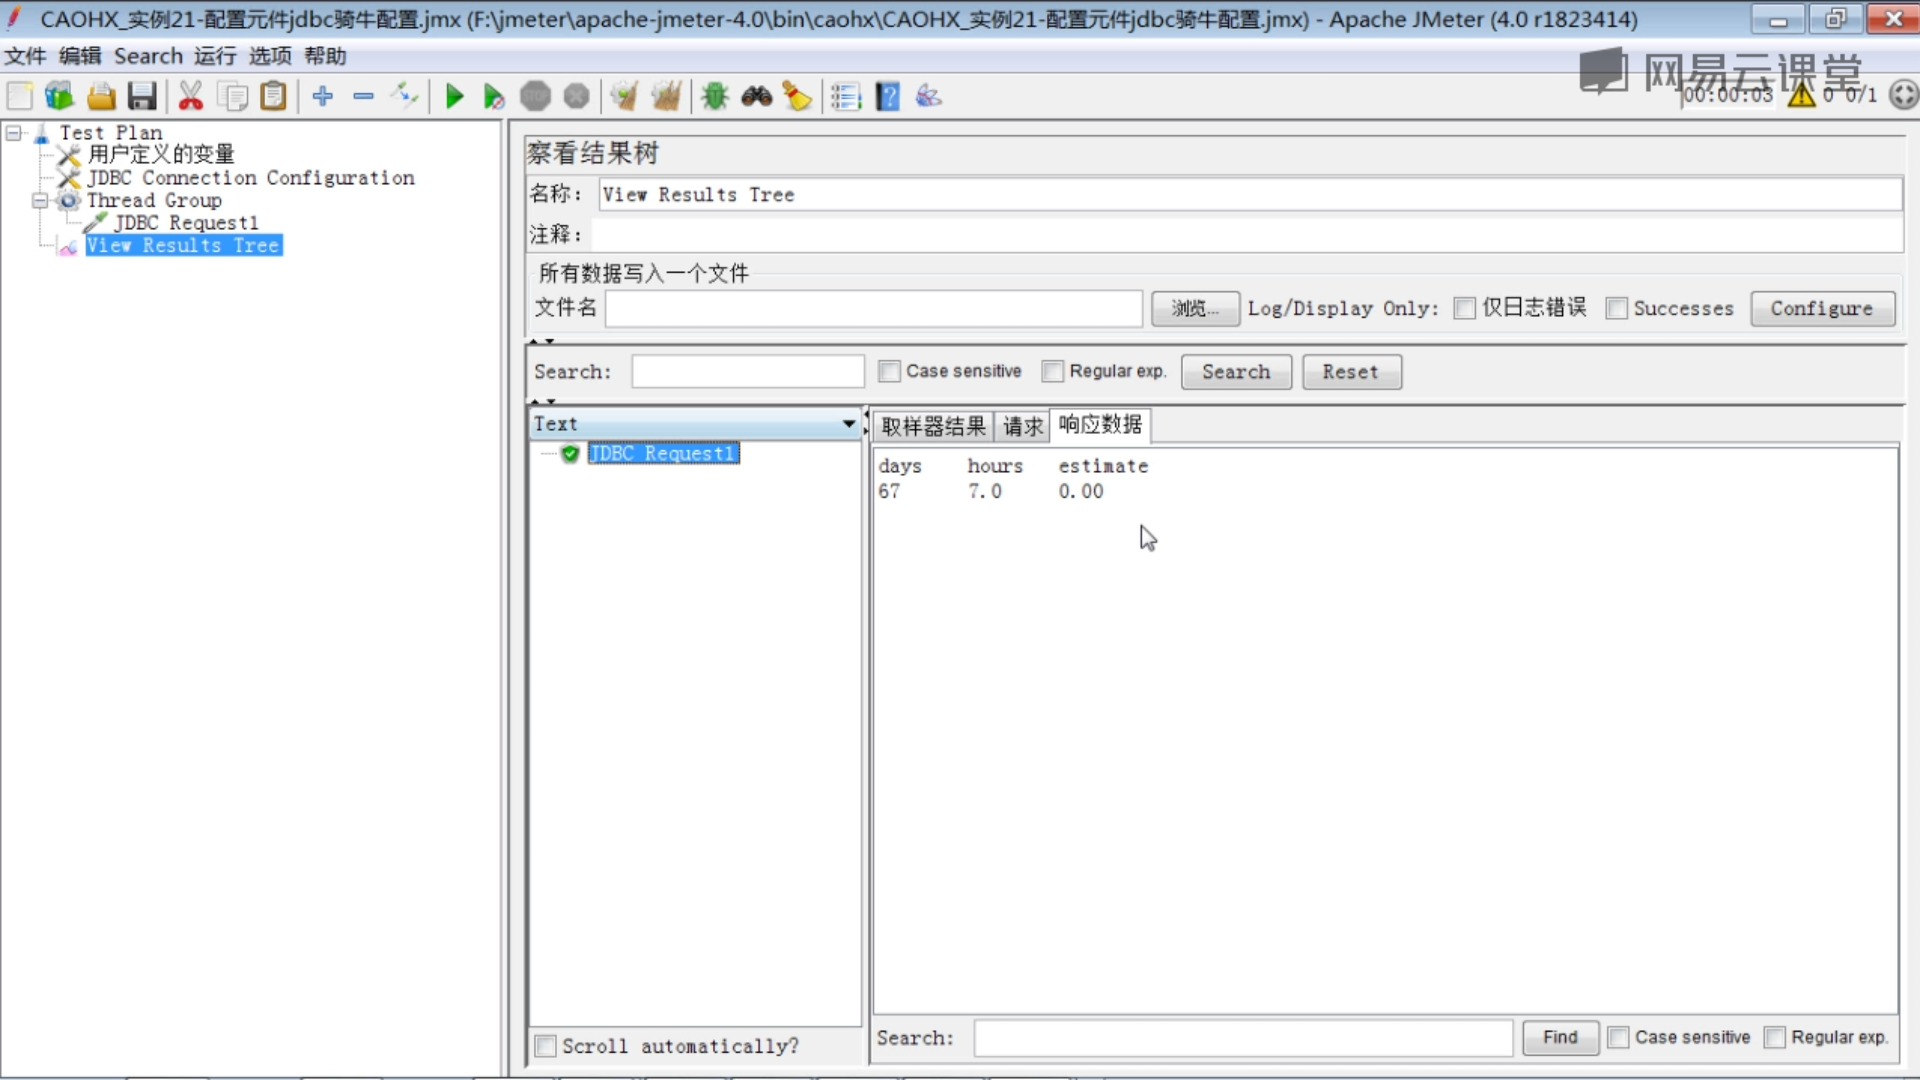 CAOHX_实例21-配置元件jdbc骑牛配置.jmx (F:\jmeter\apache-jmeter-4.0\bin\caohx\CAOHX_实例21-配置元件jdbc骑牛配置.jmx) - Apache JMeter (4.0 r1823414)
文件 编辑 Search 运行 选项 帮助
网易云课堂
00:00:03 0 0/1
Test Plan
用户定义的变量
JDBC Connection Configuration
Thread Group
JDBC Request1
View Results Tree
察看结果树
名称： View Results Tree
注释：
所有数据写入一个文件
文件名 浏览... Log/Display Only: 仅日志错误 Successes Configure
Search: Case sensitive Regular exp. Search Reset
Text
JDBC Request1
Scroll automatically?
取样器结果 请求 响应数据
days hours estimate
67 7.0 0.00
Search: Find Case sensitive Regular exp.